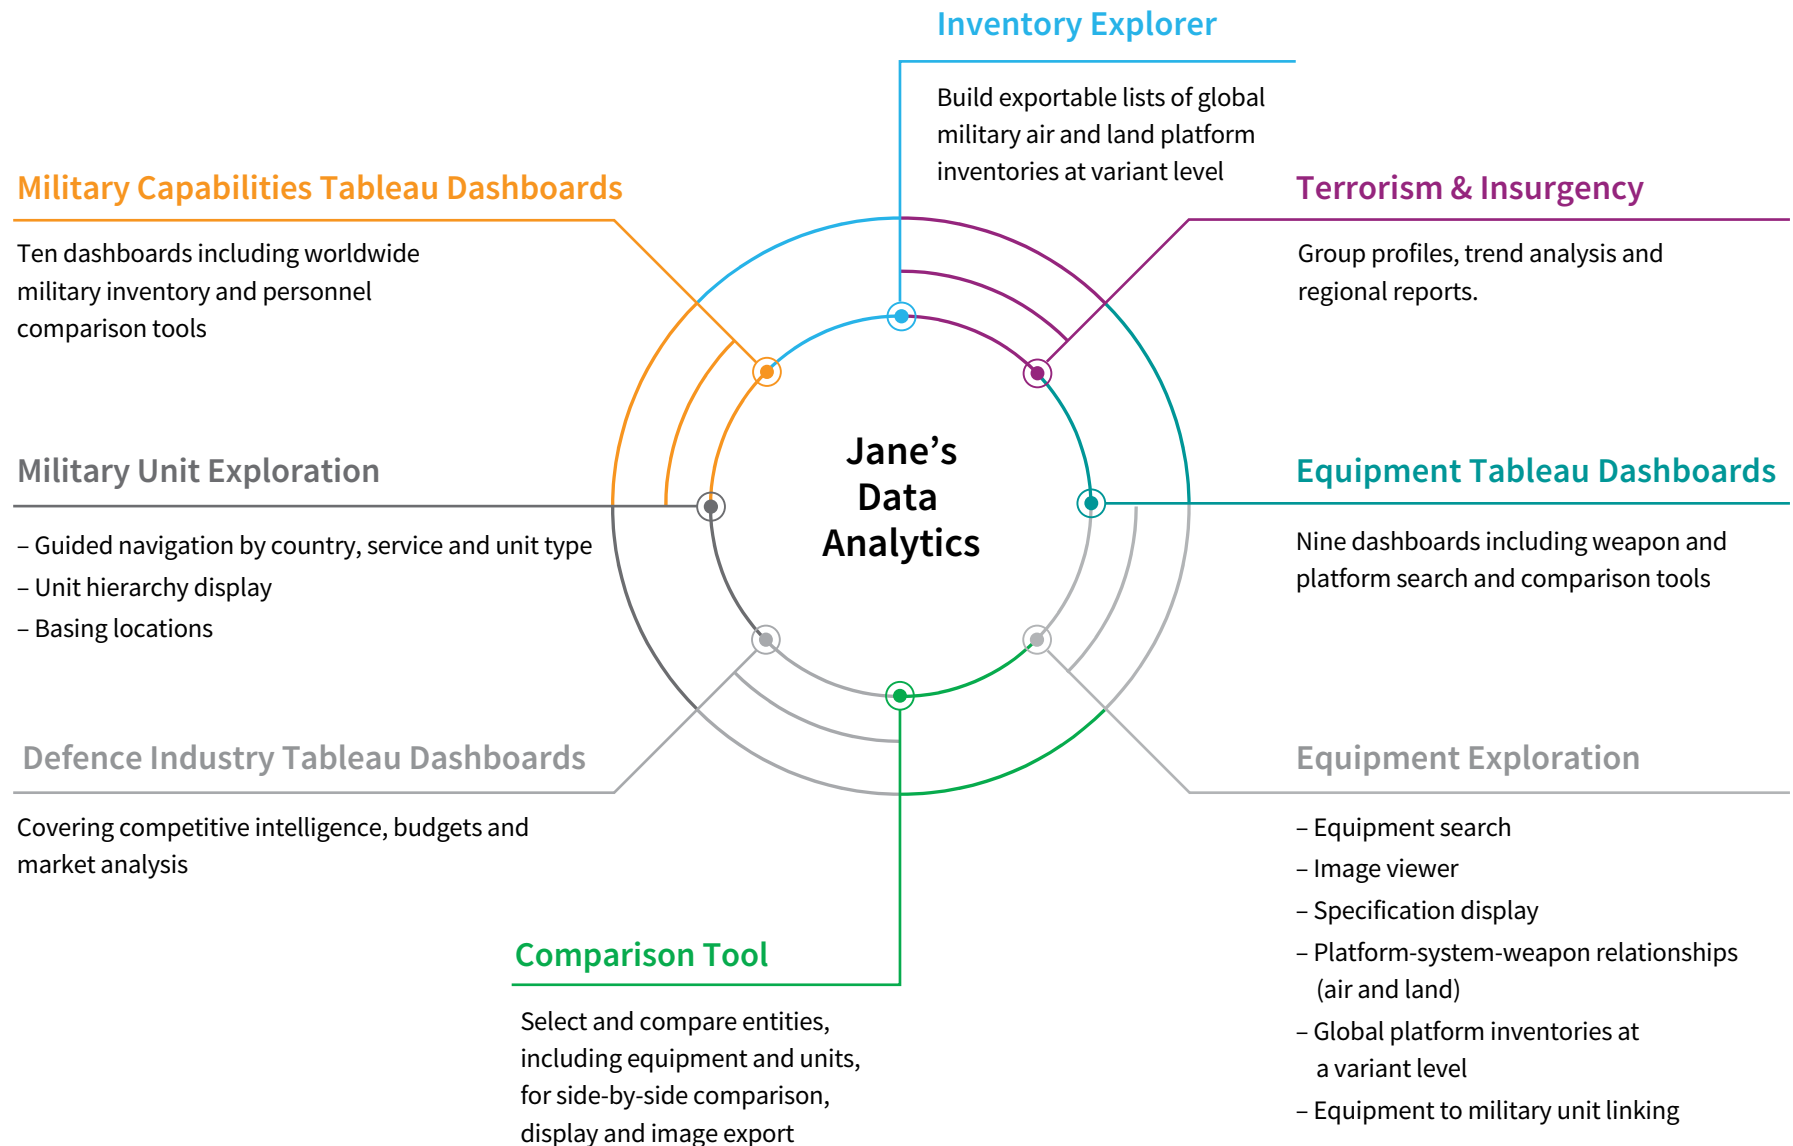 Inventory Explorer
Build exportable lists of global
military air and land platform
inventories at variant level
Military Capabilities Tableau Dashboards
Ten dashboards including worldwide
military inventory and personnel
comparison tools
Terrorism & Insurgency
Group profiles, trend analysis and
regional reports.
Jane’s
Data
Analytics
Military Unit Exploration
– Guided navigation by country, service and unit type
– Unit hierarchy display
– Basing locations
Equipment Tableau Dashboards
Nine dashboards including weapon and
platform search and comparison tools
Defence Industry Tableau Dashboards
Covering competitive intelligence, budgets and
market analysis
Equipment Exploration
– Equipment search
– Image viewer
– Specification display
– Platform-system-weapon relationships
(air and land)
– Global platform inventories at
a variant level
– Equipment to military unit linking
Comparison Tool
Select and compare entities,
including equipment and units,
for side-by-side comparison,
display and image export